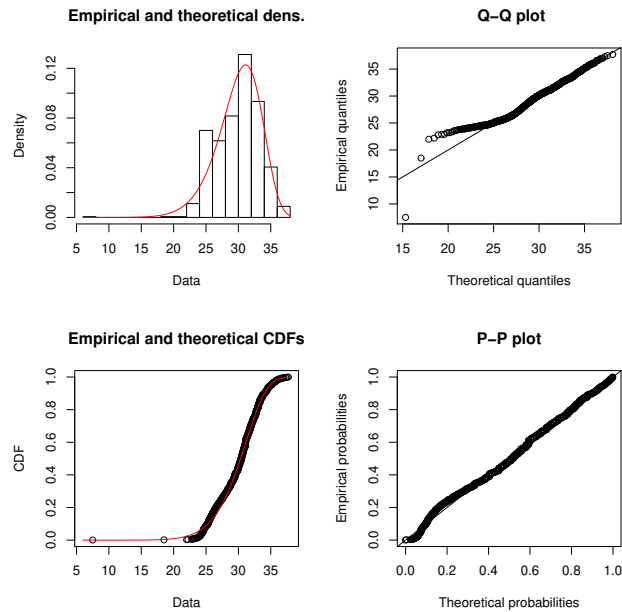 Empirical and theoretical dens.
Density
0.00 0.04 0.08 0.12
5 10 15 20 25 30 35
Data
Q−Q plot
Empirical quantiles
10 15 20 25 30 35
15 20 25 30 35
Theoretical quantiles
Empirical and theoretical CDFs
CDF
0.0 0.2 0.4 0.6 0.8 1.0
5 10 15 20 25 30 35
Data
P−P plot
Empirical probabilities
0.0 0.2 0.4 0.6 0.8 1.0
0.0 0.2 0.4 0.6 0.8 1.0
Theoretical probabilities